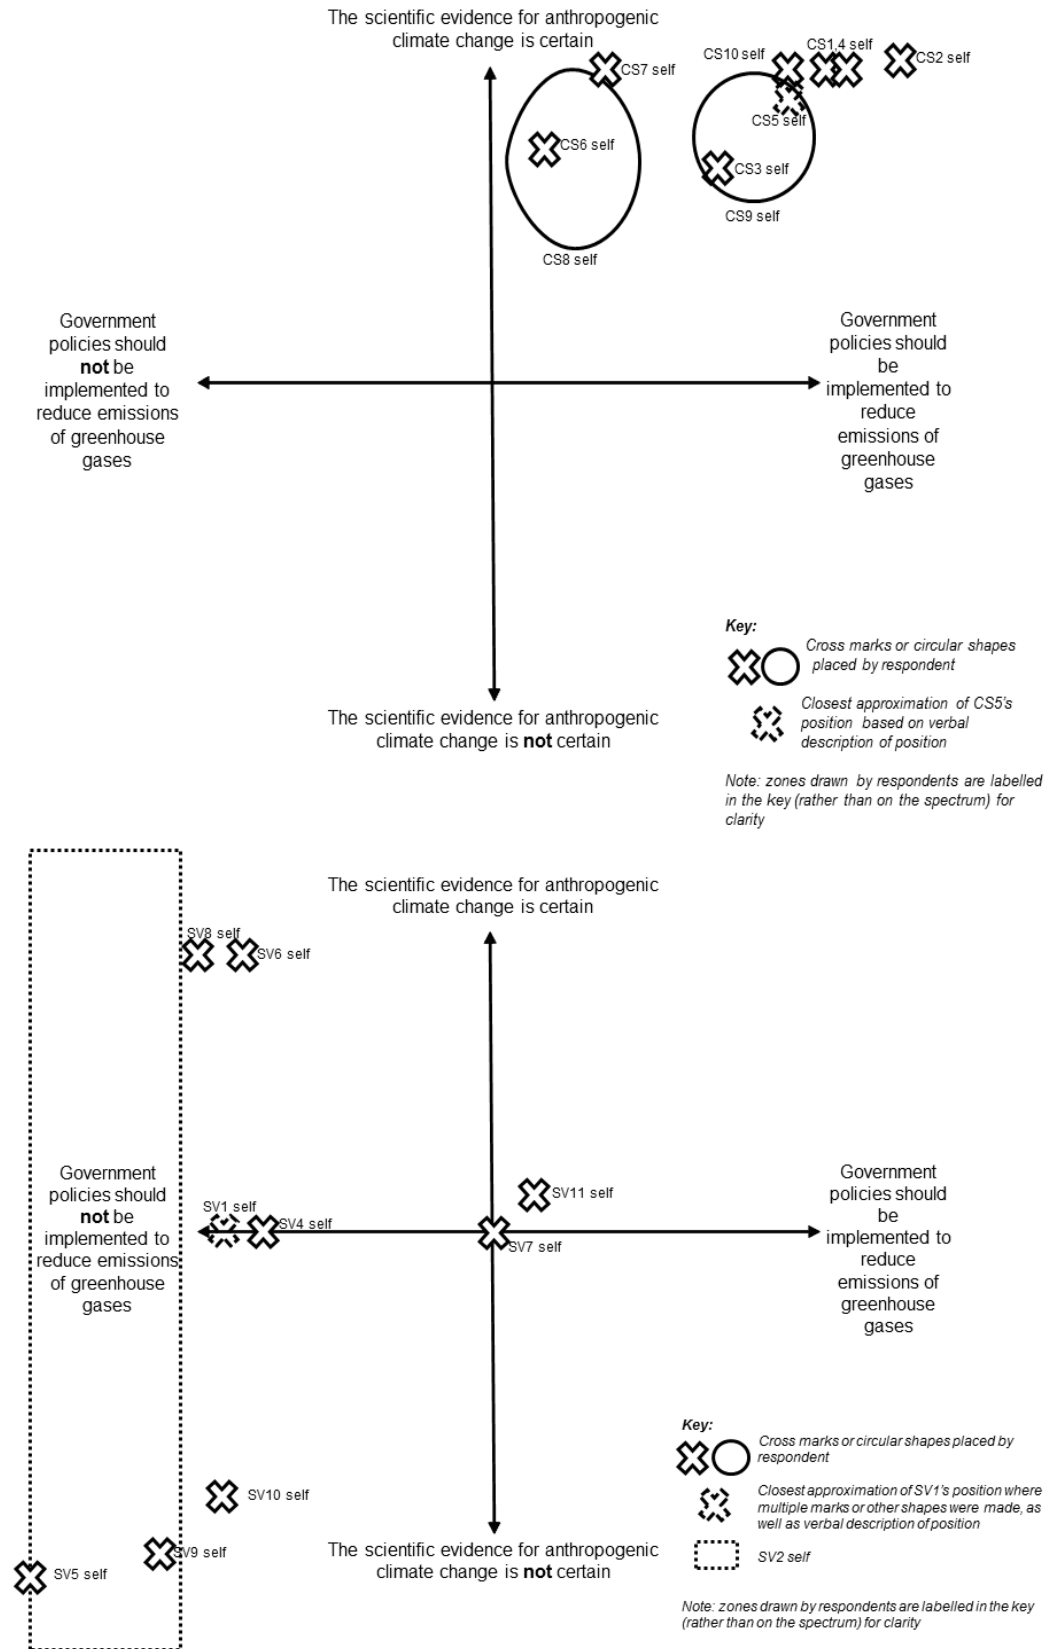 The scientific evidence for anthropogenic
climate change is certain
CS10 self
CS1,4 self
CS2 self
CS7 self
CS5 self
CS6 self
CS3 self
CS9 self
CS8 self
Government
policies should
not be
implemented to
reduce emissions
of greenhouse
gases
Government
policies should
be
implemented to
reduce
emissions of
greenhouse
gases
The scientific evidence for anthropogenic
climate change is not certain
Key:
Cross marks or circular shapes
placed by respondent
Closest approximation of CS5's
position based on verbal
description of position
Note: zones drawn by respondents are labelled
in the key (rather than on the spectrum) for
clarity
The scientific evidence for anthropogenic
climate change is certain
SV8 self
SV6 self
Government
policies should
not be
implemented to
reduce emissions
of greenhouse
gases
SV1 self
SV4 self
SV11 self
SV7 self
Government
policies should
be
implemented to
reduce
emissions of
greenhouse
gases
SV10 self
SV9 self
SV5 self
The scientific evidence for anthropogenic
climate change is not certain
Key:
Cross marks or circular shapes placed by
respondent
Closest approximation of SV1's position where
multiple marks or other shapes were made, as
well as verbal description of position
SV2 self
Note: zones drawn by respondents are labelled in the key
(rather than on the spectrum) for clarity